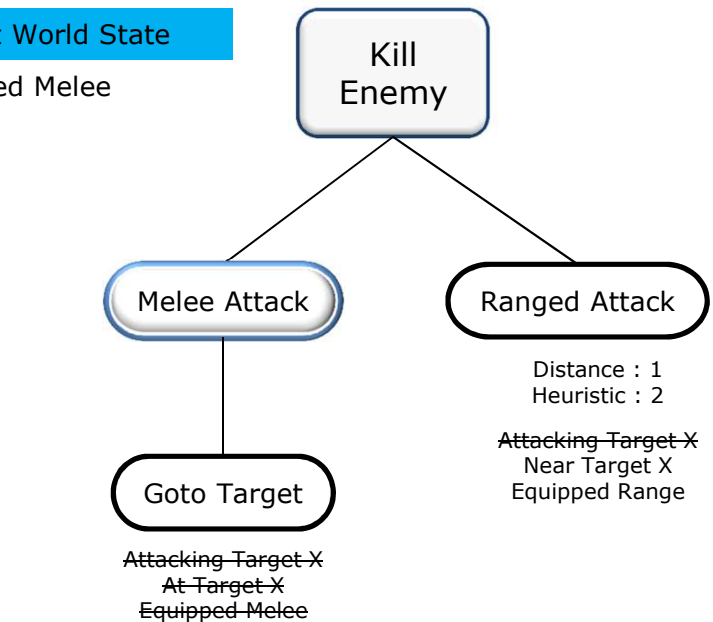 World State
Melee
Kill
Enemy
Melee Attack
Ranged Attack
Distance : 1
Heuristic : 2
Attacking Target X
Near Target X
Equipped Range
Goto Target
Attacking Target X
At Target X
Equipped Melee